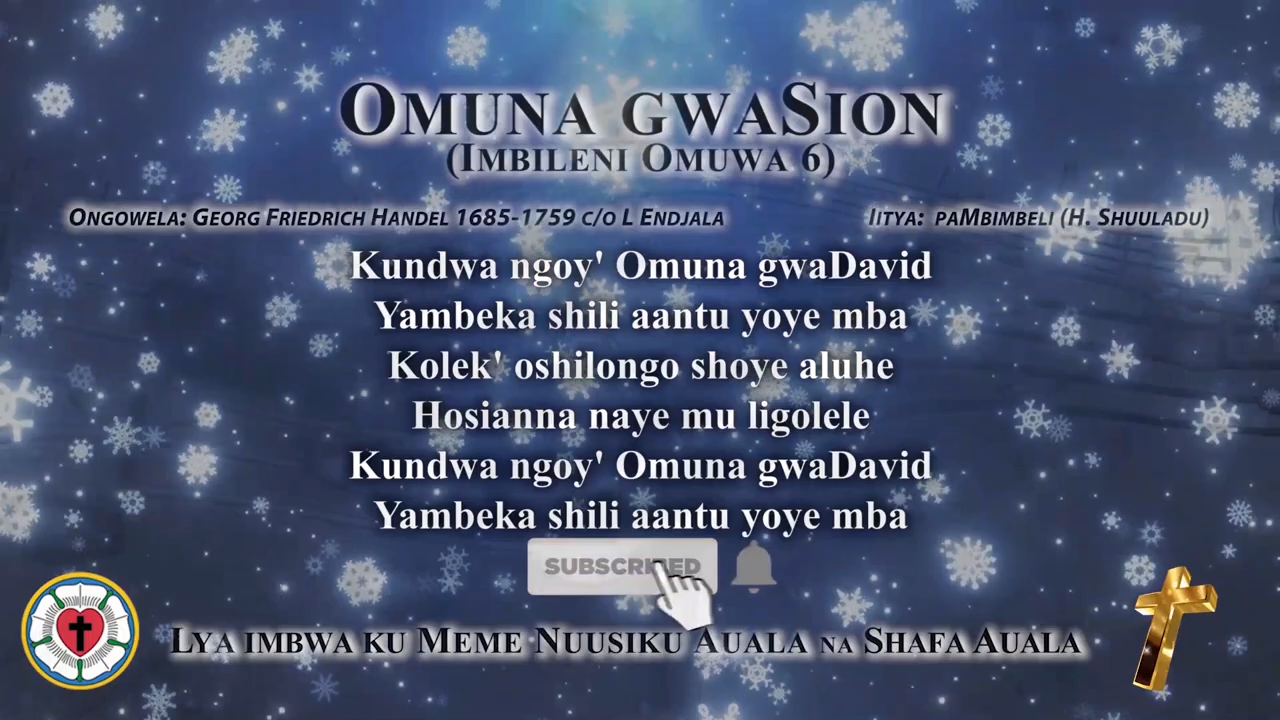 Omuna gwaSion
(Imbileni Omuwa 6)
Ongowela: Georg Friedrich Handel 1685-1759 c/o L Endjala
Iitya: paMbimbeli (H. Shuuladu)
Kundwa ngoy' Omuna gwaDavid
Yambeka shili aantu yoye mba
Kolek' oshilongo shoye aluhe
Hosianna naye mu ligolele
Kundwa ngoy' Omuna gwaDavid
Yambeka shili aantu yoye mba
SUBSCRIBED
Lya imbwa ku Meme Nuusiku Auala na Shafa Auala